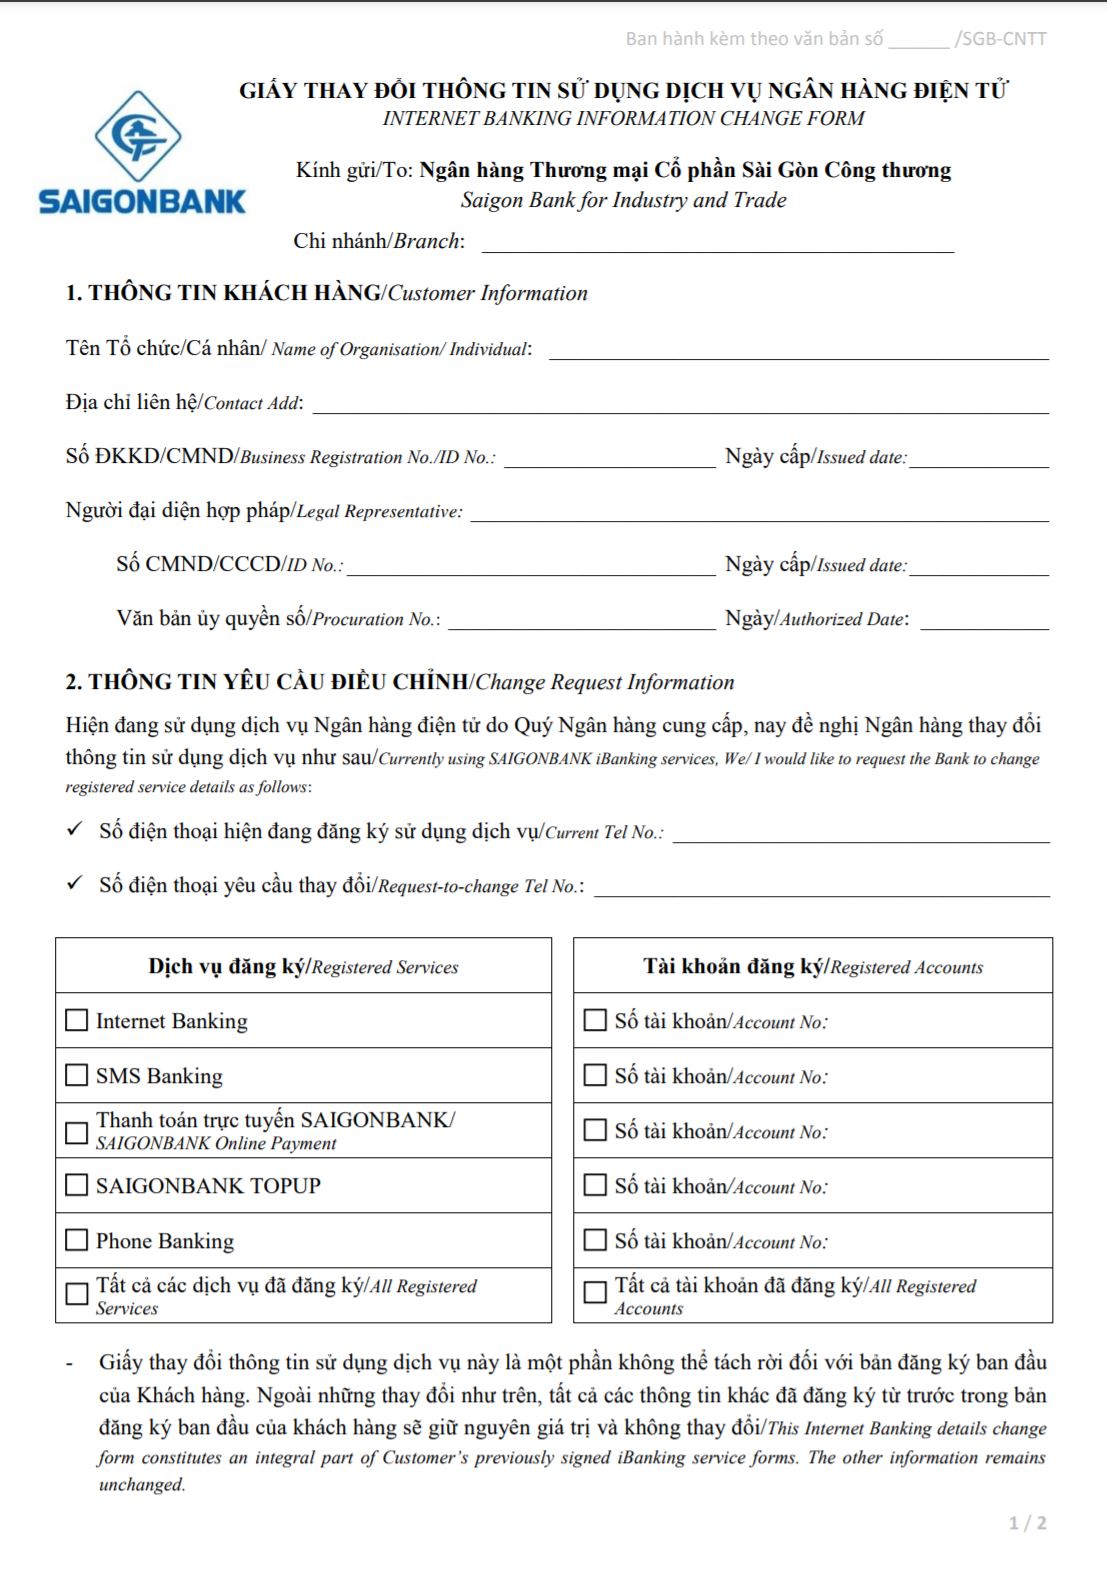 Ban hành kèm theo văn bản số ______ /SGB-CNTT
GIẤY THAY ĐỔI THÔNG TIN SỬ DỤNG DỊCH VỤ NGÂN HÀNG ĐIỆN TỬ
INTERNET BANKING INFORMATION CHANGE FORM
SAIGONBANK
Kính gửi/To: Ngân hàng Thương mại Cổ phần Sài Gòn Công thương
Saigon Bank for Industry and Trade
Chi nhánh/Branch:
1. THÔNG TIN KHÁCH HÀNG/Customer Information
Tên Tổ chức/Cá nhân/ Name of Organisation/ Individual:
Địa chỉ liên hệ/Contact Add:
Số ĐKKD/CMND/Business Registration No./ID No.: Ngày cấp/Issued date:
Người đại diện hợp pháp/Legal Representative:
Số CMND/CCCD/ID No.: Ngày cấp/Issued date:
Văn bản ủy quyền số/Procuration No.: Ngày/Authorized Date:
2. THÔNG TIN YÊU CẦU ĐIỀU CHỈNH/Change Request Information
Hiện đang sử dụng dịch vụ Ngân hàng điện tử do Quý Ngân hàng cung cấp, nay đề nghị Ngân hàng thay đổi
thông tin sử dụng dịch vụ như sau/Currently using SAIGONBANK iBanking services, We/ I would like to request the Bank to change
registered service details as follows:
✓ Số điện thoại hiện đang đăng ký sử dụng dịch vụ/Current Tel No.:
✓ Số điện thoại yêu cầu thay đổi/Request-to-change Tel No.:
Dịch vụ đăng ký/Registered Services
Internet Banking
SMS Banking
Thanh toán trực tuyến SAIGONBANK/
SAIGONBANK Online Payment
SAIGONBANK TOPUP
Phone Banking
Tất cả các dịch vụ đã đăng ký/All Registered
Services
Tài khoản đăng ký/Registered Accounts
Số tài khoản/Account No:
Số tài khoản/Account No:
Số tài khoản/Account No:
Số tài khoản/Account No:
Số tài khoản/Account No:
Tất cả tài khoản đã đăng ký/All Registered
Accounts
- Giấy thay đổi thông tin sử dụng dịch vụ này là một phần không thể tách rời đối với bản đăng ký ban đầu
của Khách hàng. Ngoài những thay đổi như trên, tất cả các thông tin khác đã đăng ký từ trước trong bản
đăng ký ban đầu của khách hàng sẽ giữ nguyên giá trị và không thay đổi/This Internet Banking details change
form constitutes an integral part of Customer's previously signed iBanking service forms. The other information remains
unchanged.
1 / 2